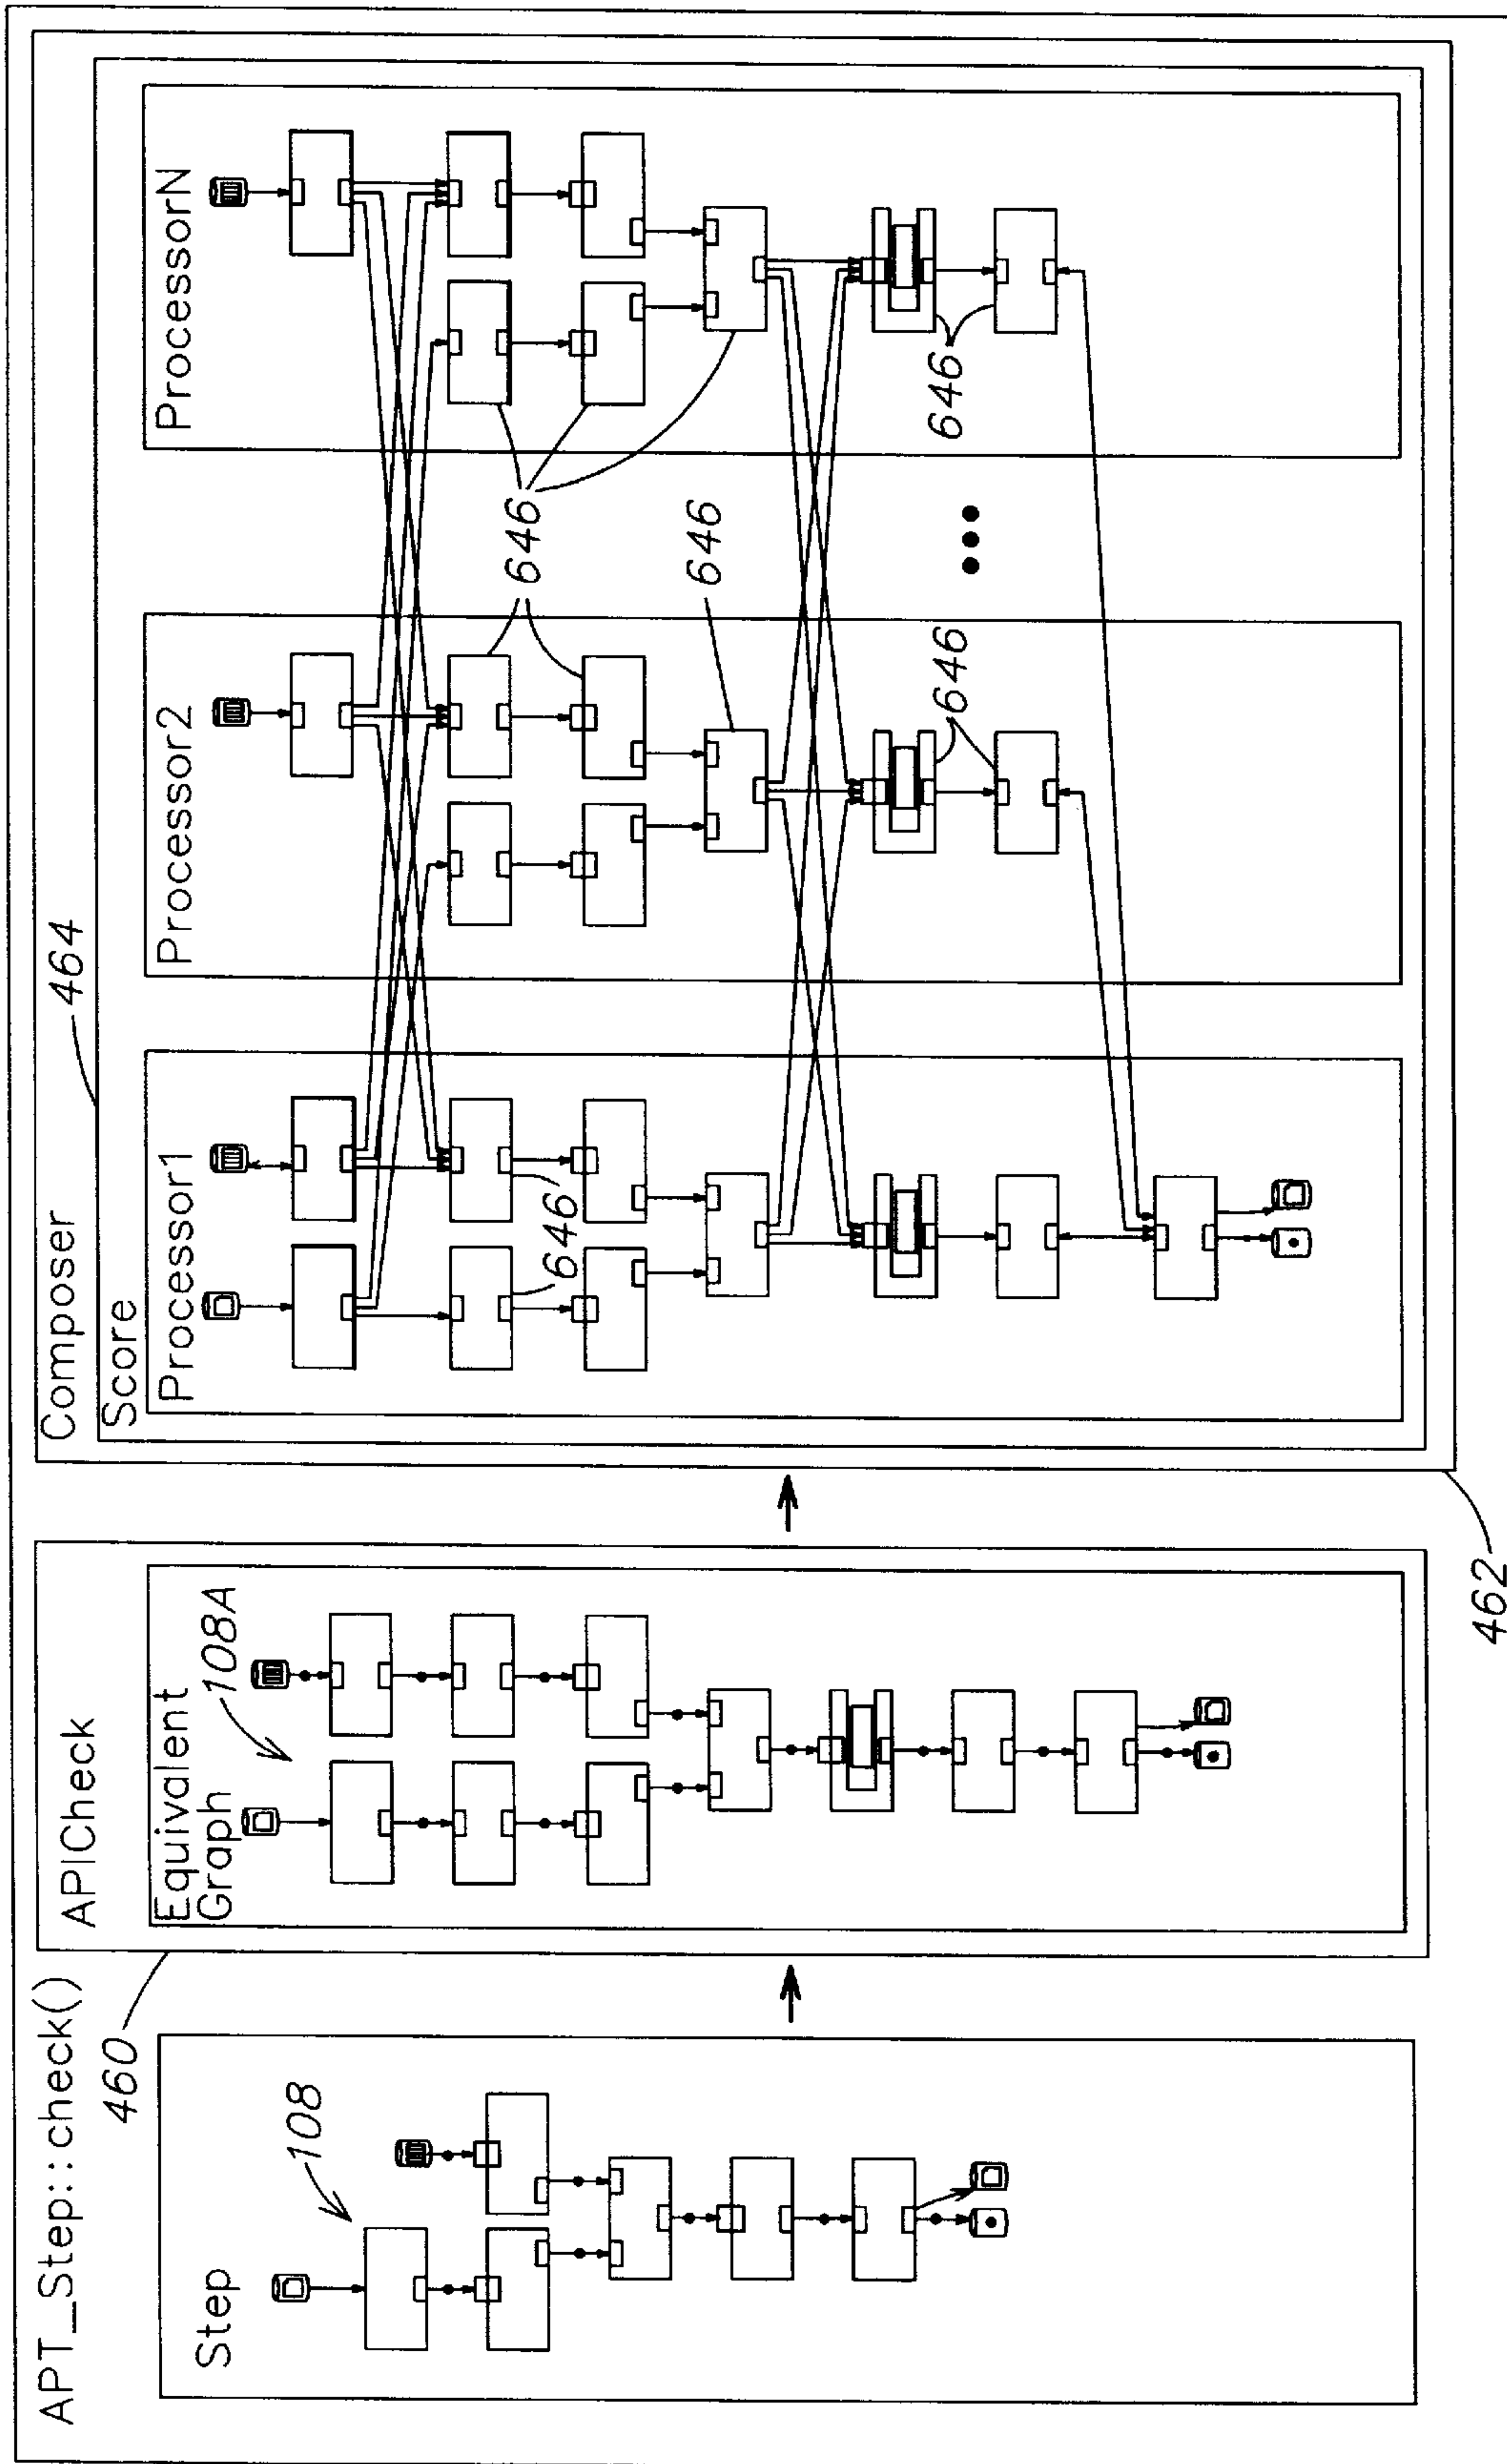 APT_Step::check()
Step
108
460
APICheck
Equivalent
Graph
108A
462
Composer
464
Score
Processor1
646
646
Processor2
646
646
646
ProcessorN
646